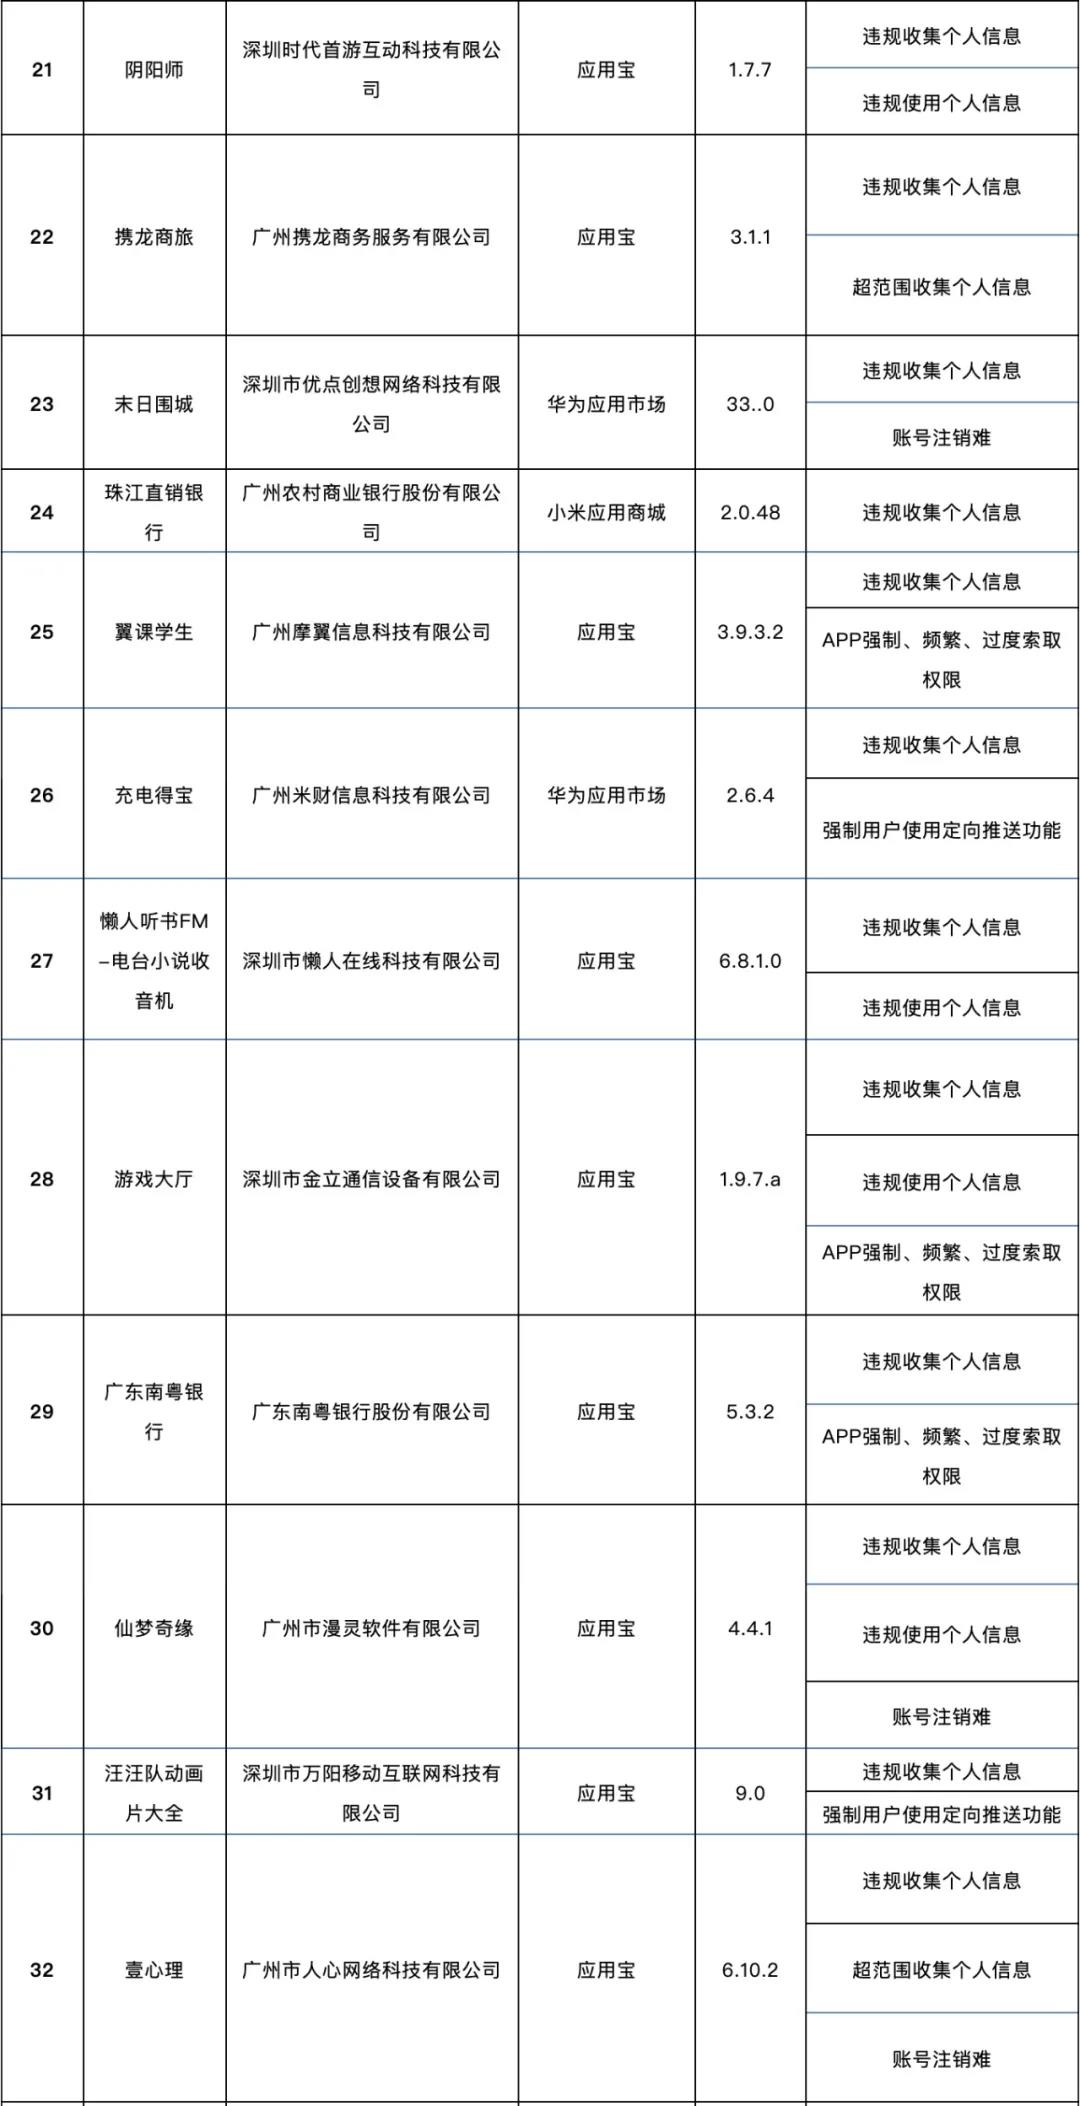 21
阴阳师
深圳时代首游互动科技有限公
司
应用宝
1.7.7
违规收集个人信息
违规使用个人信息
22
携龙商旅
广州携龙商务服务有限公司
应用宝
3.1.1
违规收集个人信息
超范围收集个人信息
23
末日围城
深圳市优点创想网络科技有限
公司
华为应用市场
33..0
违规收集个人信息
账号注销难
24
珠江直销银
行
广州农村商业银行股份有限公
司
小米应用商城
2.0.48
违规收集个人信息
25
翼课学生
广州摩翼信息科技有限公司
应用宝
3.9.3.2
违规收集个人信息
APP强制、频繁、过度索取
权限
26
充电得宝
广州米财信息科技有限公司
华为应用市场
2.6.4
违规收集个人信息
强制用户使用定向推送功能
27
懒人听书FM
-电台小说收
音机
深圳市懒人在线科技有限公司
应用宝
6.8.1.0
违规收集个人信息
违规使用个人信息
28
游戏大厅
深圳市金立通信设备有限公司
应用宝
1.9.7.a
违规收集个人信息
违规使用个人信息
APP强制、频繁、过度索取
权限
29
广东南粤银
行
广东南粤银行股份有限公司
应用宝
5.3.2
违规收集个人信息
APP强制、频繁、过度索取
权限
30
仙梦奇缘
广州市漫灵软件有限公司
应用宝
4.4.1
违规收集个人信息
违规使用个人信息
账号注销难
31
汪汪队动画
片大全
深圳市万阳移动互联网科技有
限公司
应用宝
9.0
违规收集个人信息
强制用户使用定向推送功能
32
壹心理
广州市人心网络科技有限公司
应用宝
6.10.2
违规收集个人信息
超范围收集个人信息
账号注销难